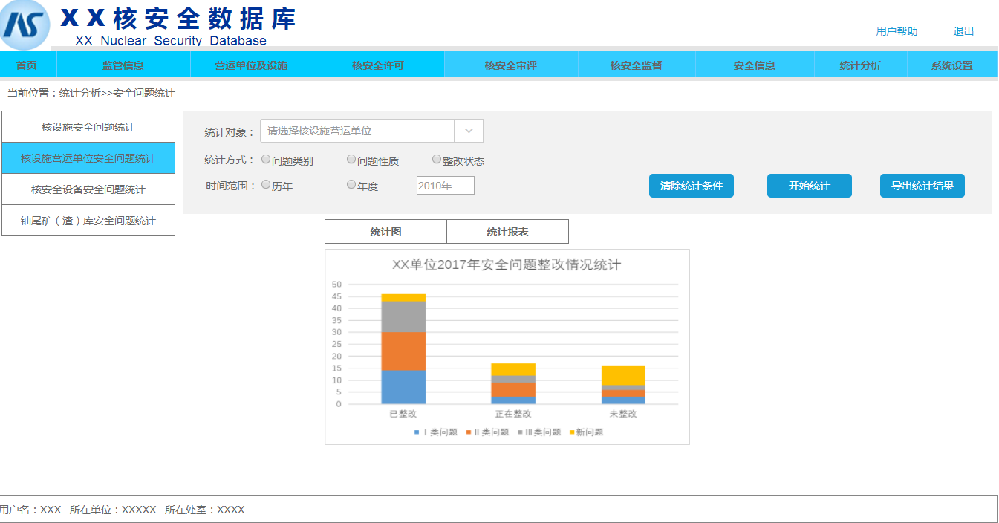 XX核安全数据库
XX Nuclear Security Database
用户帮助 退出
首页 监管信息 营运单位及设施 核安全许可 核安全审评 核安全监督 安全信息 统计分析 系统设置
当前位置：统计分析>>安全问题统计
核设施安全问题统计
核设施营运单位安全问题统计
核安全设备安全问题统计
铀尾矿（渣）库安全问题统计
统计对象： 请选择核设施营运单位
统计方式： 问题类别 问题性质 整改状态
时间范围： 历年 年度 2010年
清除统计条件 开始统计 导出统计结果
统计图 统计报表
XX单位2017年安全问题整改情况统计
50
45
40
35
30
25
20
15
10
5
0
已整改 正在整改 未整改
I 类问题 II 类问题 III 类问题 新问题
用户名：XXX 所在单位：XXXXX 所在处室：XXXX